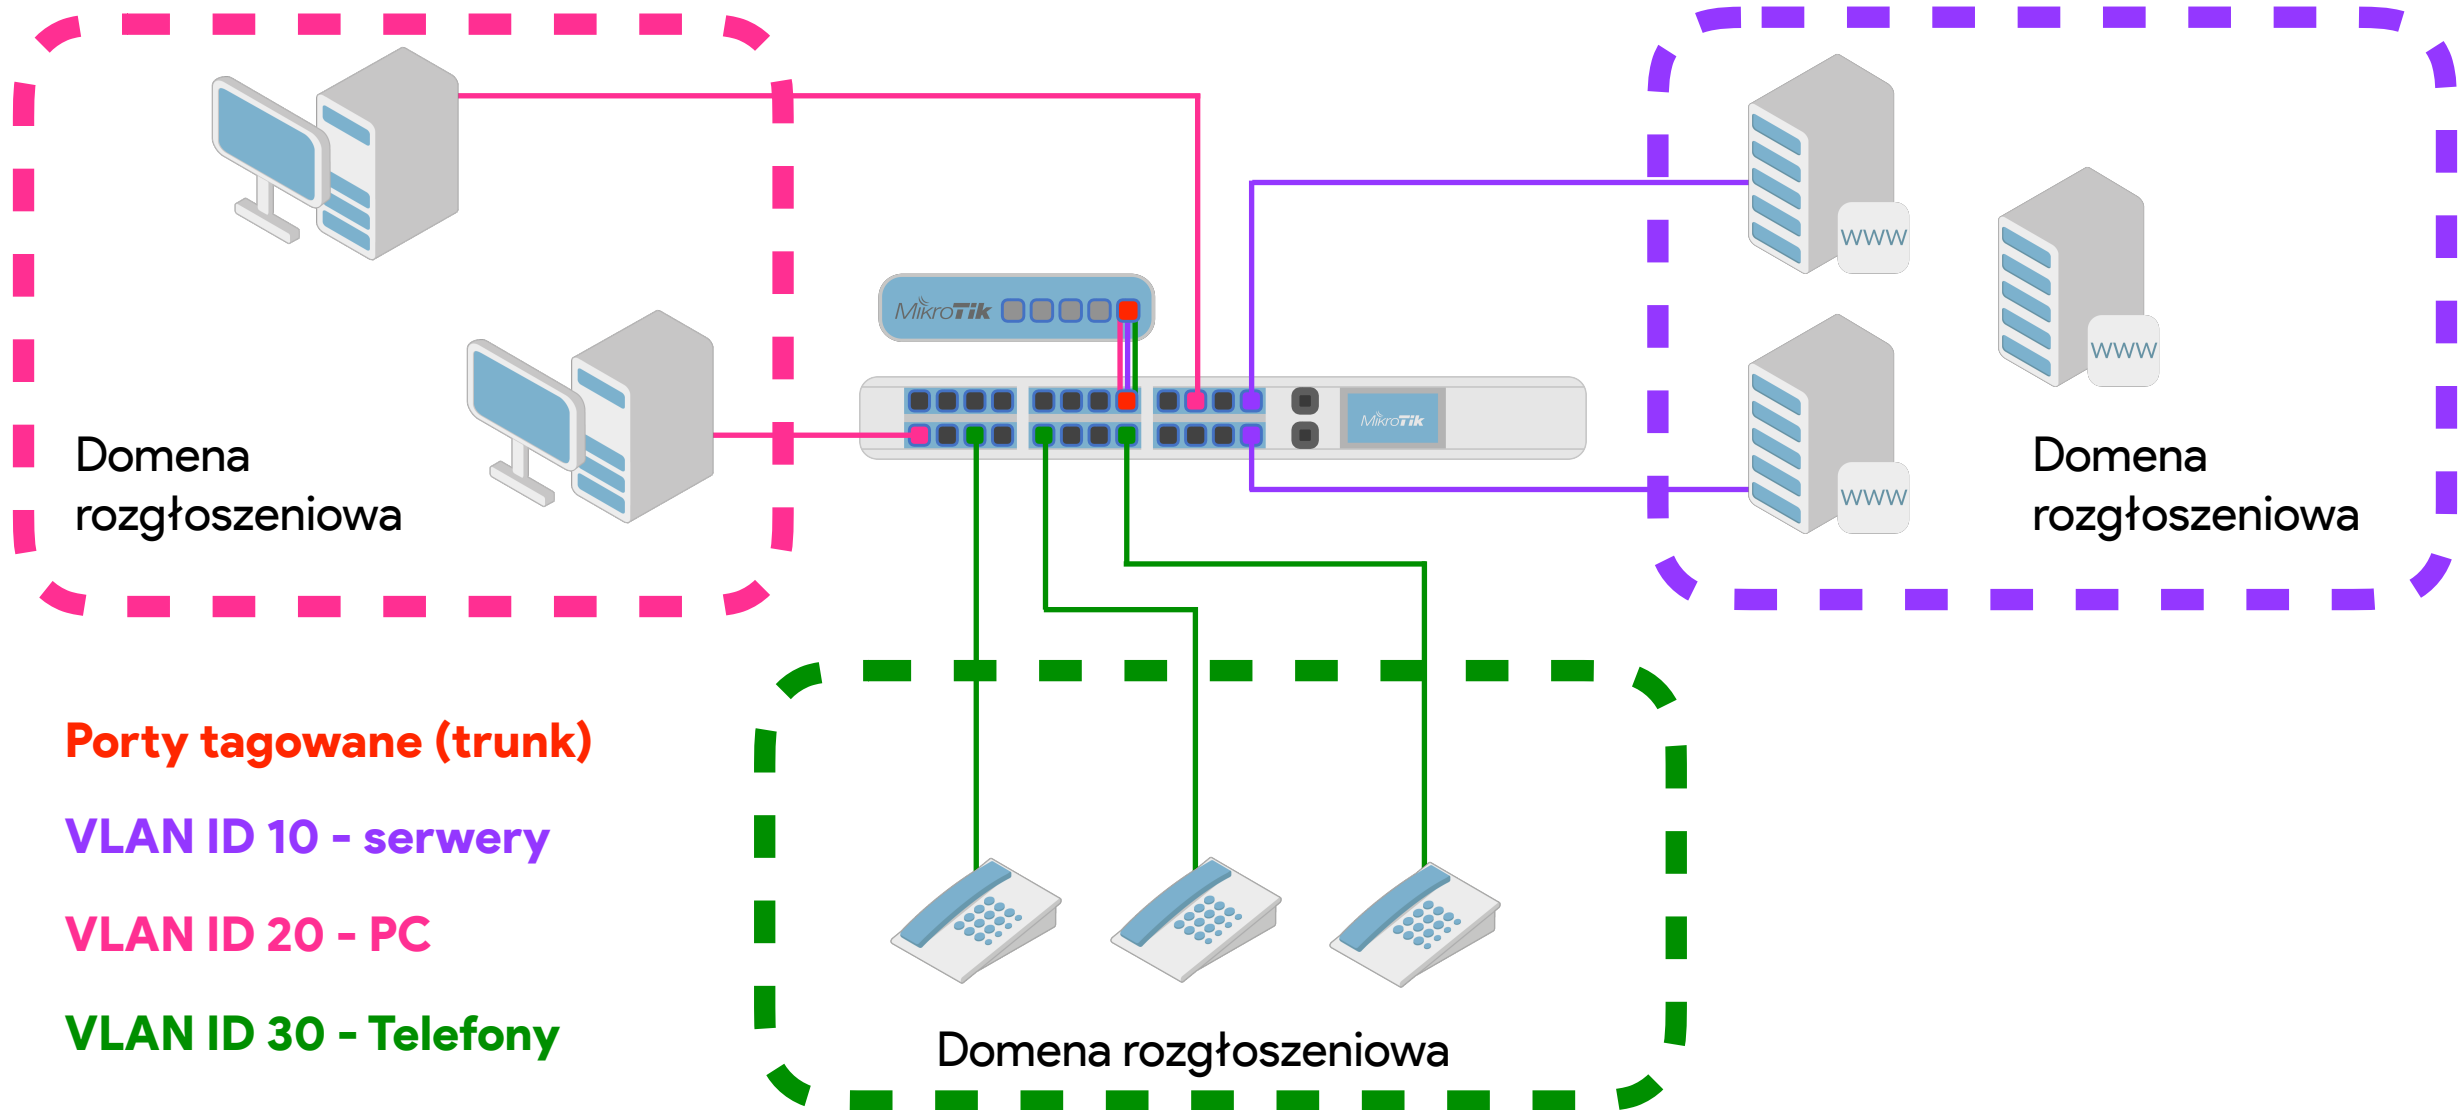 MikroTik
MikroTik
www
www
www
Domena
rozgłoszeniowa
Domena
rozgłoszeniowa
Porty tagowane (trunk)
VLAN ID 10 - serwery
VLAN ID 20 - PC
VLAN ID 30 - Telefony
Domena rozgłoszeniowa